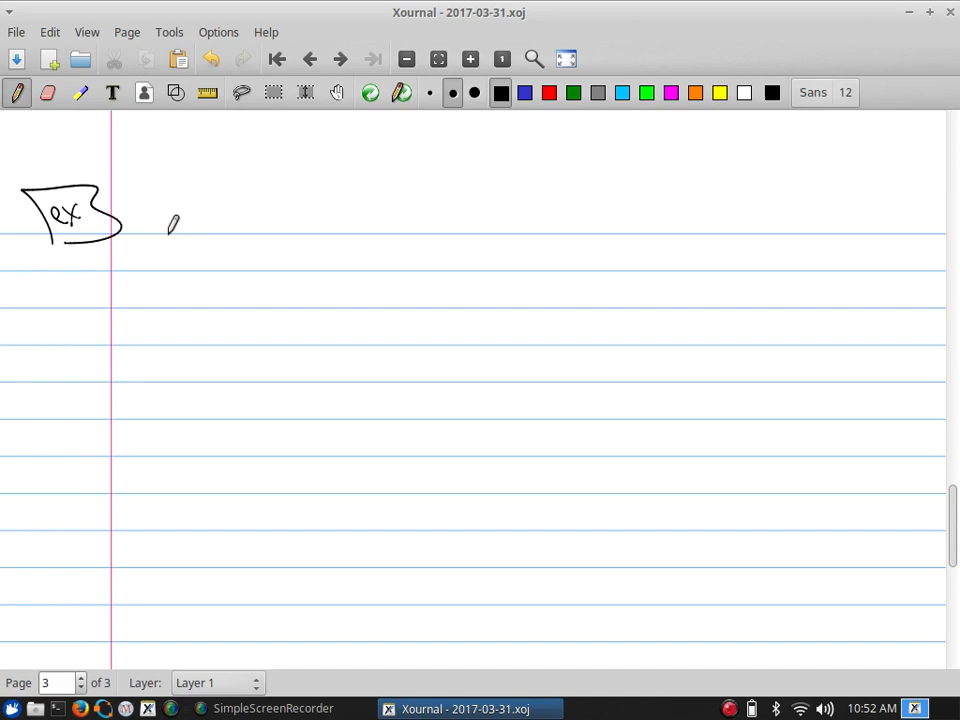 Xournal - 2017-03-31.xoj
File Edit View Page Tools Options Help
T Sans 12
ex
Page 3 of 3 Layer: Layer 1
SimpleScreenRecorder Xournal - 2017-03-31.xoj 10:52 AM